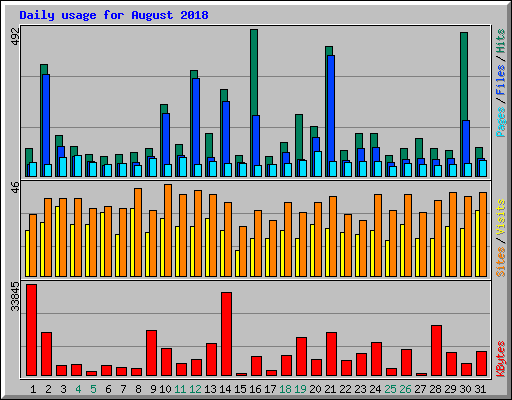 Daily usage for August 2018
492
Pages / Files / Hits
46
Sites / Visits
33845
KBytes
1 2 3 4 5 6 7 8 9 10 11 12 13 14 15 16 17 18 19 20 21 22 23 24 25 26 27 28 29 30 31